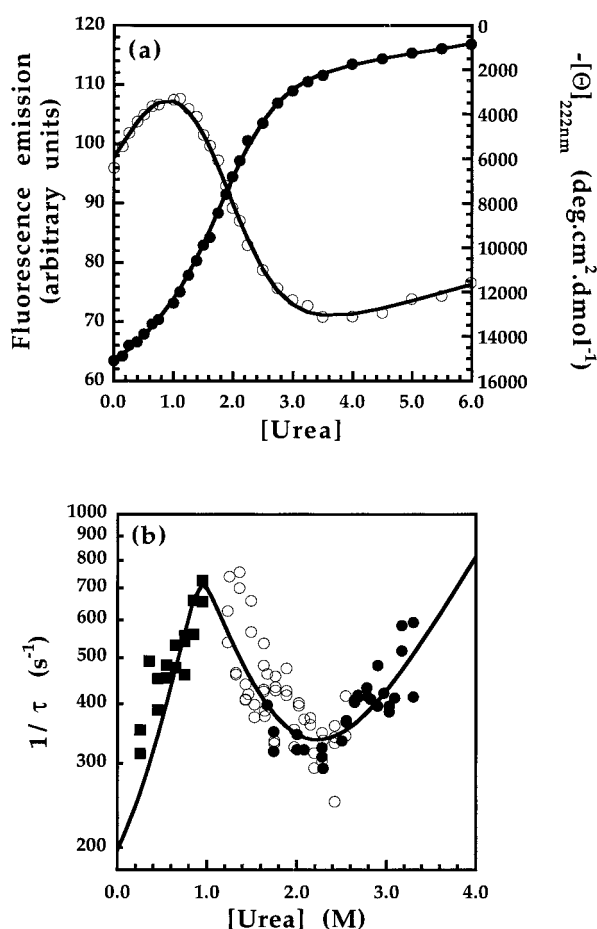 (a)
Fluorescence emission
(arbitrary units)
120
110
100
90
80
70
60
0
2000
4000
6000
8000
10000
12000
14000
16000
-[Θ]222nm (deg.cm2.dmol-1)
0.0 1.0 2.0 3.0 4.0 5.0 6.0
[Urea]
(b)
1/τ (s-1)
1000
900
800
700
600
500
400
300
200
0.0 1.0 2.0 3.0 4.0
[Urea] (M)